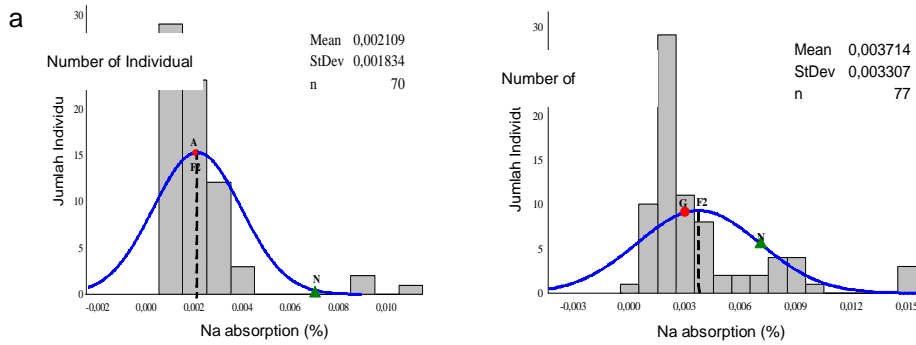 a
30
Mean 0,002109
StDev 0,001834
n 70
Number of Individual
Jumlah Individu
20
15
10
5
0
A
F2
N
-0,002 0,000 0,002 0,004 0,006 0,008 0,010
Na absorption (%)
30
Mean 0,003714
StDev 0,003307
n 77
Number of
Jumlah Individu
20
15
10
5
0
G
F2
N
-0,003 0,000 0,003 0,006 0,009 0,012 0,015
Na absorption (%)